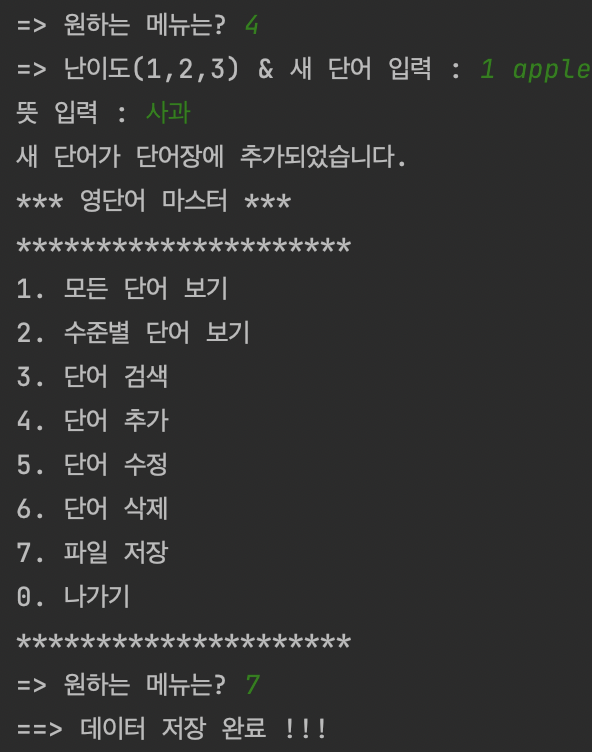 => 원하는 메뉴는? 4
=> 난이도(1,2,3) & 새 단어 입력 : 1 apple
뜻 입력 : 사과
새 단어가 단어장에 추가되었습니다.
*** 영단어 마스터 ***
*********************
1. 모든 단어 보기
2. 수준별 단어 보기
3. 단어 검색
4. 단어 추가
5. 단어 수정
6. 단어 삭제
7. 파일 저장
0. 나가기
*********************
=> 원하는 메뉴는? 7
==> 데이터 저장 완료 !!!